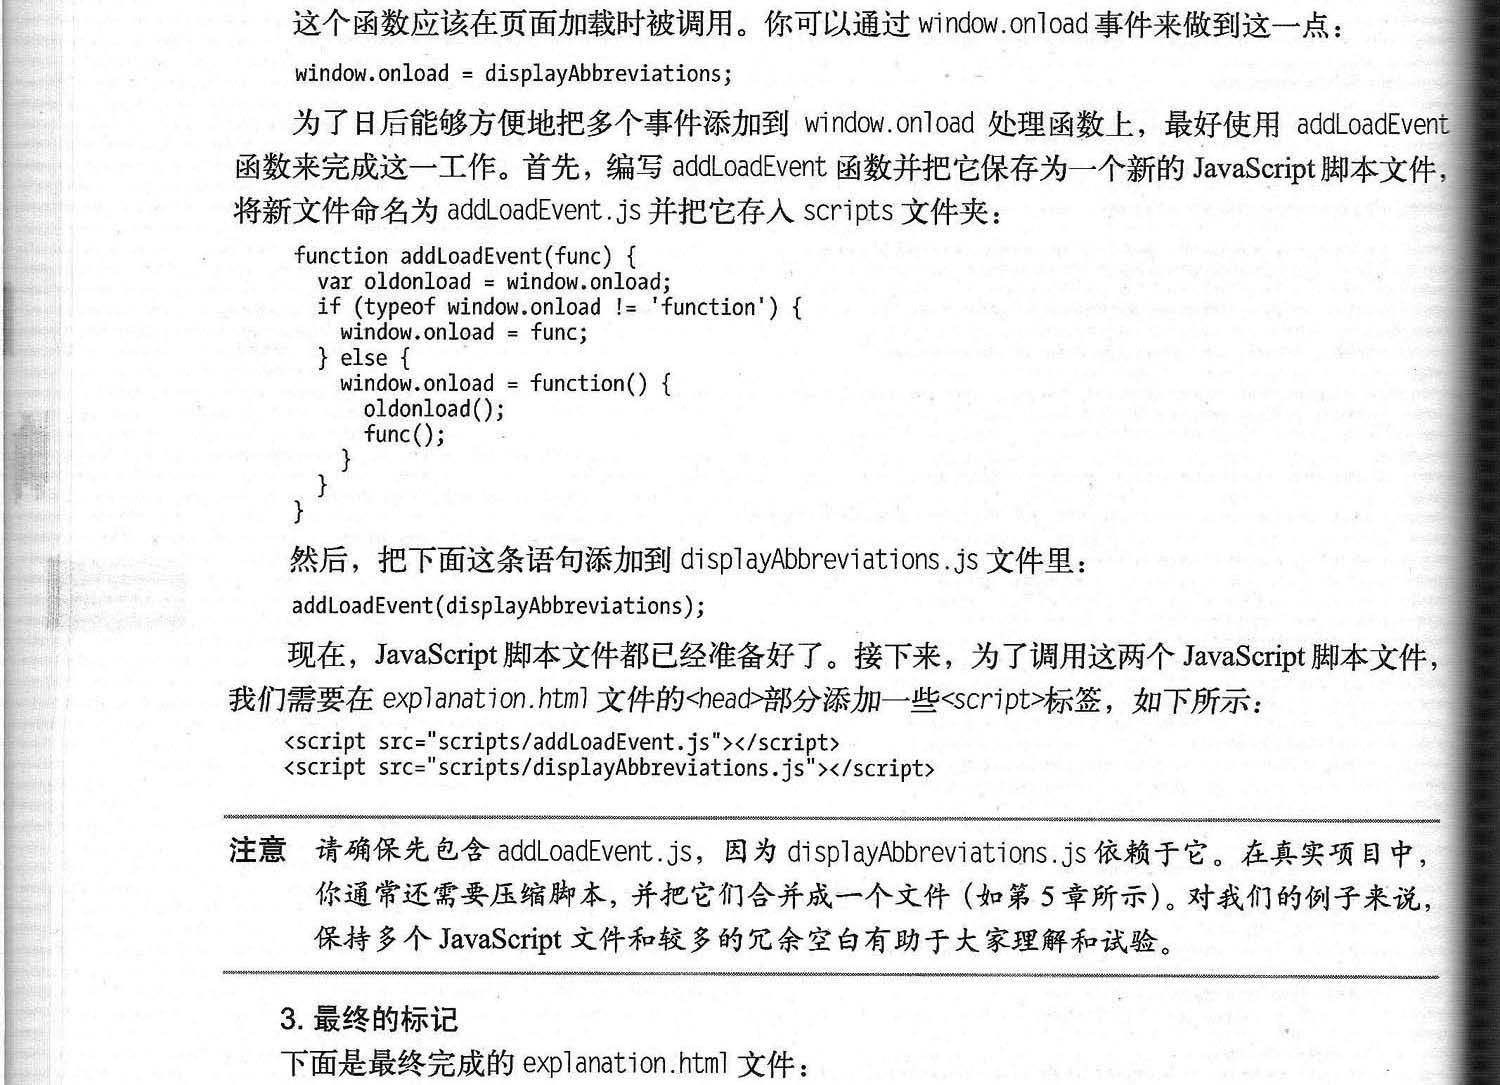 这个函数应该在页面加载时被调用。你可以通过 window.onload 事件来做到这一点：
window.onload = displayAbbreviations;
为了日后能够方便地把多个事件添加到 window.onload 处理函数上，最好使用 addLoadEvent
函数来完成这一工作。首先，编写 addLoadEvent 函数并把它保存为一个新的 JavaScript 脚本文件，
将新文件命名为 addLoadEvent.js 并把它存入 scripts 文件夹：
function addLoadEvent(func) {
  var oldonload = window.onload;
  if (typeof window.onload != 'function') {
    window.onload = func;
  } else {
    window.onload = function() {
      oldonload();
      func();
    }
  }
}
然后，把下面这条语句添加到 displayAbbreviations.js 文件里：
addLoadEvent(displayAbbreviations);
现在，JavaScript 脚本文件都已经准备好了。接下来，为了调用这两个 JavaScript 脚本文件，
我们需要在 explanation.html 文件的<head>部分添加一些<script>标签，如下所示：
<script src="scripts/addLoadEvent.js"></script>
<script src="scripts/displayAbbreviations.js"></script>
注意 请确保先包含 addLoadEvent.js，因为 displayAbbreviations.js 依赖于它。在真实项目中，
你通常还需要压缩脚本，并把它们合并成一个文件（如第 5 章所示）。对我们的例子来说，
保持多个 JavaScript 文件和较多的冗余空白有助于大家理解和试验。
3. 最终的标记
下面是最终完成的 explanation.html 文件：